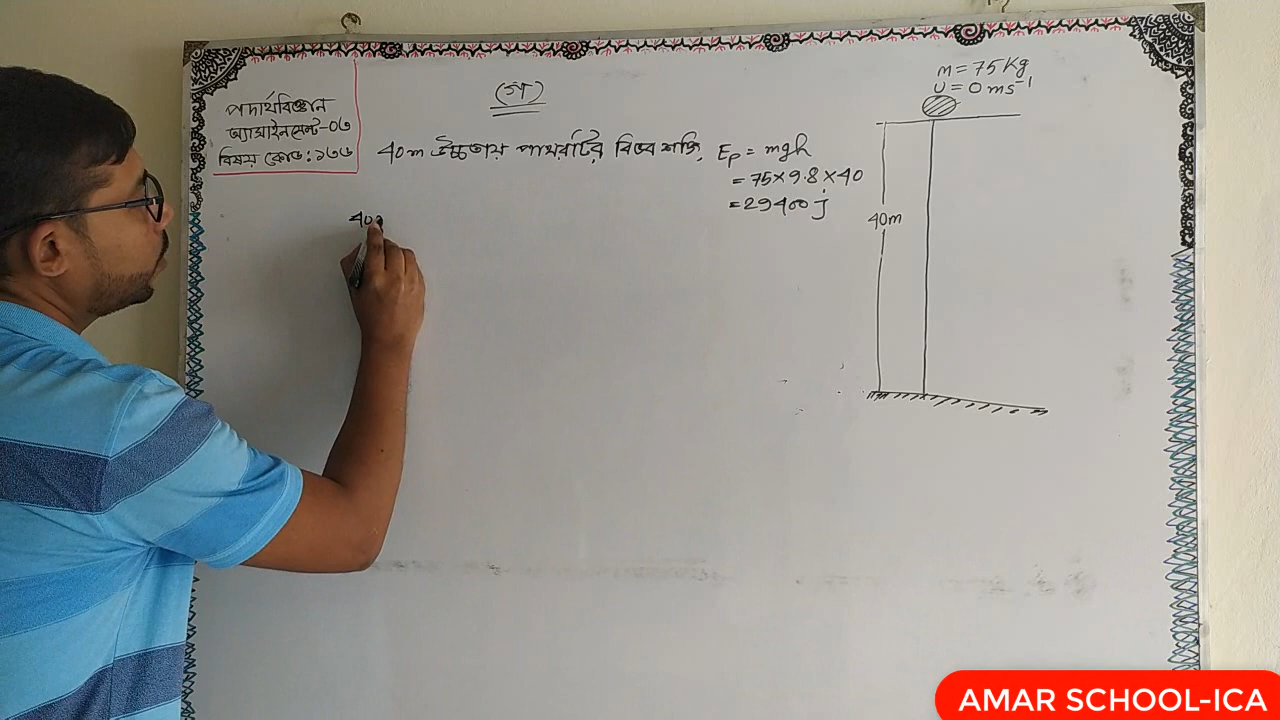 পদার্থবিজ্ঞান
অ্যাসাইনমেন্ট-০৩
বিষয় কোড: ১৩৬
(গ)
40m উচ্চতায় পাথরটির বিভব শক্তি, Ep = mgh
= 75×9.8×40
= 29400 j
40m
m = 75 Kg
U = 0 ms⁻¹
40m
AMAR SCHOOL-ICA